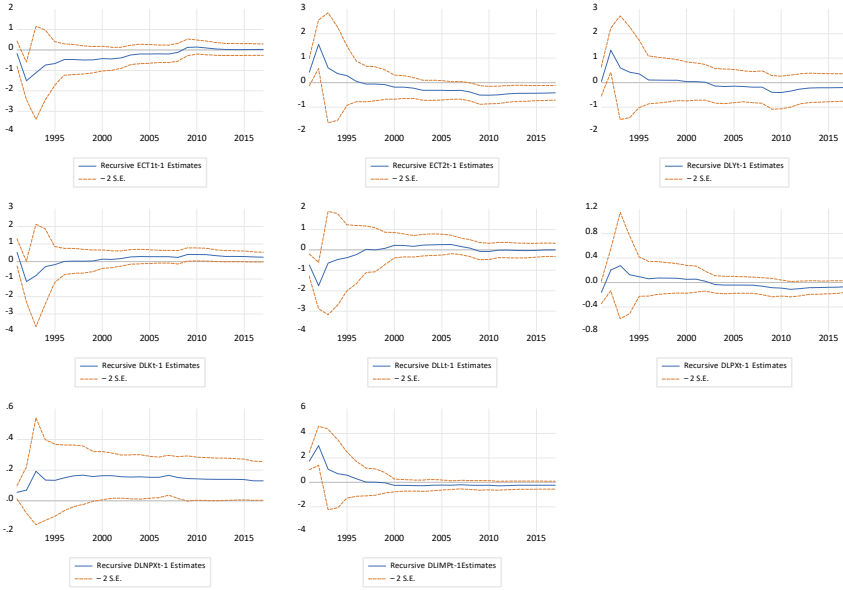 2
1
0
-1
-2
-3
-4
1995 2000 2005 2010 2015
Recursive ECT1t-1 Estimates
– 2 S.E.
3
2
1
0
-1
-2
1995 2000 2005 2010 2015
Recursive ECT2t-1 Estimates
– 2 S.E.
3
2
1
0
-1
-2
1995 2000 2005 2010 2015
Recursive DLYt-1 Estimates
– 2 S.E.
3
2
1
0
-1
-2
-3
-4
1995 2000 2005 2010 2015
Recursive DLKt-1 Estimates
– 2 S.E.
2
1
0
-1
-2
-3
-4
1995 2000 2005 2010 2015
Recursive DLLt-1 Estimates
– 2 S.E.
1.2
0.8
0.4
0.0
-0.4
-0.8
1995 2000 2005 2010 2015
Recursive DLPXt-1 Estimates
– 2 S.E.
.6
.4
.2
.0
-.2
1995 2000 2005 2010 2015
Recursive DLNPXt-1 Estimates
– 2 S.E.
6
4
2
0
-2
-4
1995 2000 2005 2010 2015
Recursive DLIMPt-1Estimates
– 2 S.E.